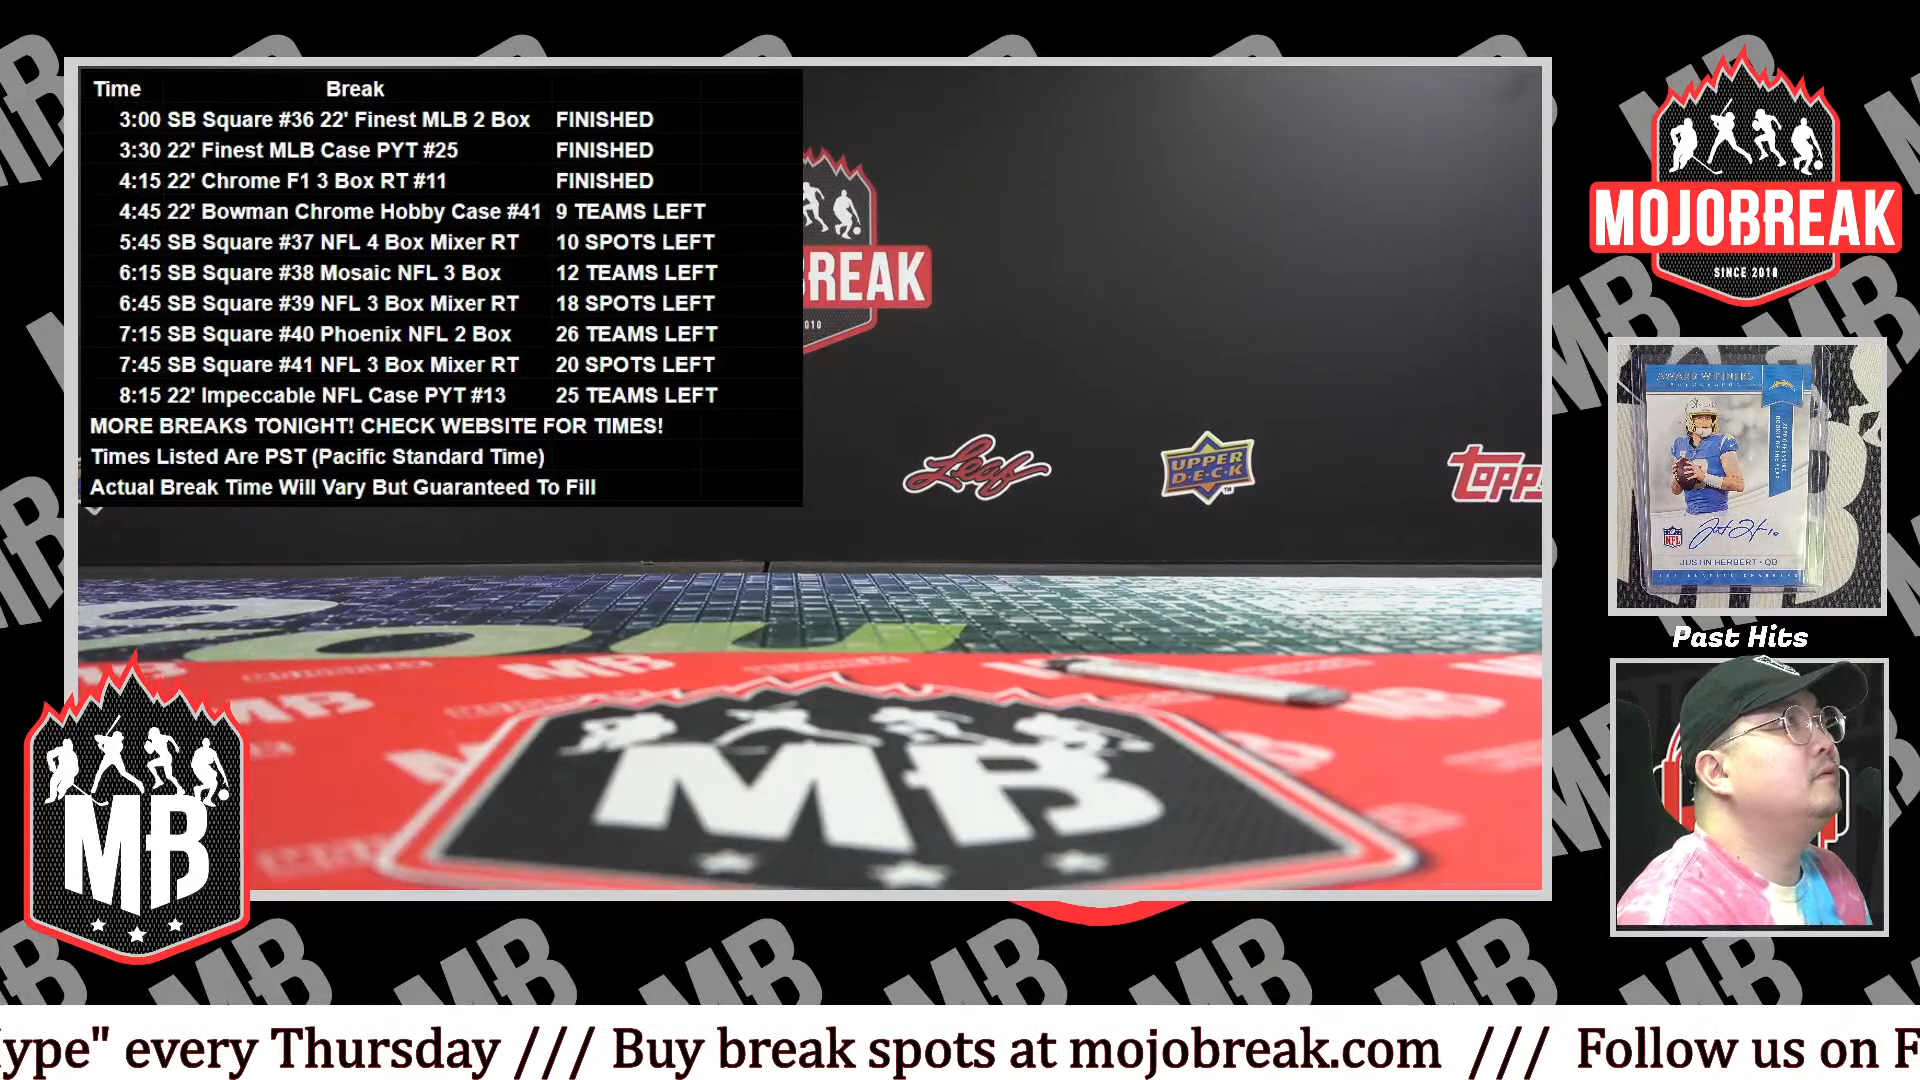 Time Break
3:00 SB Square #36 22' Finest MLB 2 Box FINISHED
3:30 22' Finest MLB Case PYT #25 FINISHED
4:15 22' Chrome F1 3 Box RT #11 FINISHED
4:45 22' Bowman Chrome Hobby Case #41 9 TEAMS LEFT
5:45 SB Square #37 NFL 4 Box Mixer RT 10 SPOTS LEFT
6:15 SB Square #38 Mosaic NFL 3 Box 12 TEAMS LEFT
6:45 SB Square #39 NFL 3 Box Mixer RT 18 SPOTS LEFT
7:15 SB Square #40 Phoenix NFL 2 Box 26 TEAMS LEFT
7:45 SB Square #41 NFL 3 Box Mixer RT 20 SPOTS LEFT
8:15 22' Impeccable NFL Case PYT #13 25 TEAMS LEFT
MORE BREAKS TONIGHT! CHECK WEBSITE FOR TIMES!
Times Listed Are PST (Pacific Standard Time)
Actual Break Time Will Vary But Guaranteed To Fill
BREAK
Leaf
UPPER
D·E·C·K
TOPPS
MOJOBREAK
SINCE 2010
AWARD WINNERS
NFL
JUSTIN HERBERT • QB
Past Hits
MB
MB
ype" every Thursday /// Buy break spots at mojobreak.com /// Follow us on F